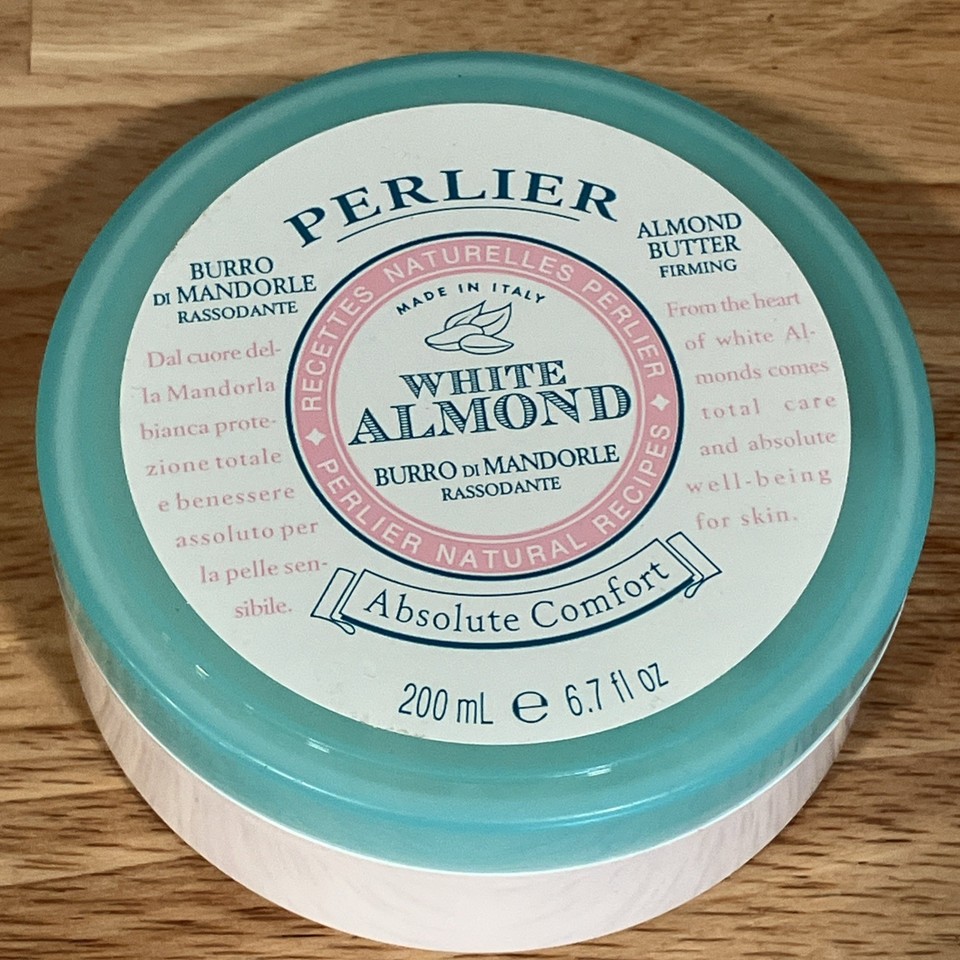 PERLIER
BURRO
DI MANDORLE
RASSODANTE
Dal cuore del-
la Mandorla
bianca prote-
zione totale
e benessere
assoluto per
la pelle sen-
sibile.
RECETTES NATURELLES PERLIER
MADE IN ITALY
WHITE
ALMOND
BURRO DI MANDORLE
RASSODANTE
PERLIER NATURAL RECIPES
ALMOND
BUTTER
FIRMING
From the heart
of white Al-
monds comes
total care
and absolute
well-being
for skin.
Absolute Comfort
200 mL e 6.7 fl oz